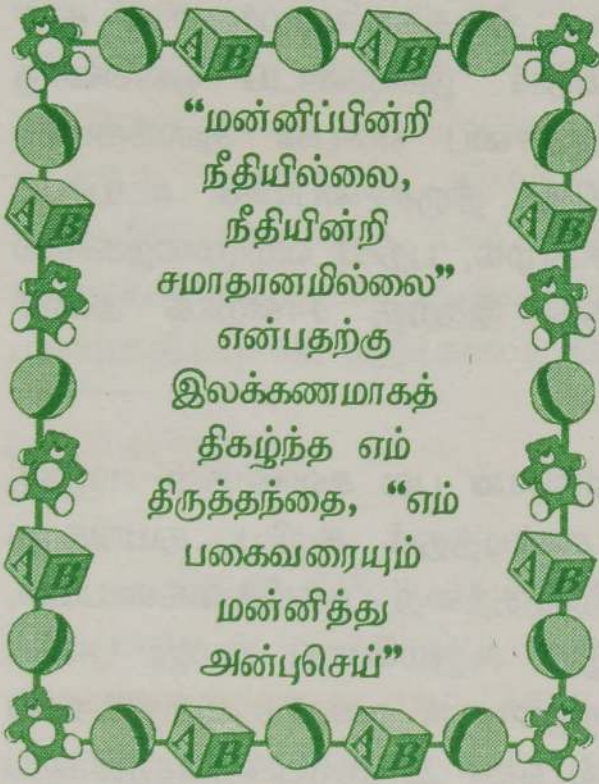 “மன்னிப்பின்றி
நீதியில்லை,
நீதியின்றி
சமாதானமில்லை”
என்பதற்கு
இலக்கணமாகத்
திகழ்ந்த எம்
திருத்தந்தை, “எம்
பகைவரையும்
மன்னித்து
அன்புசெய்”